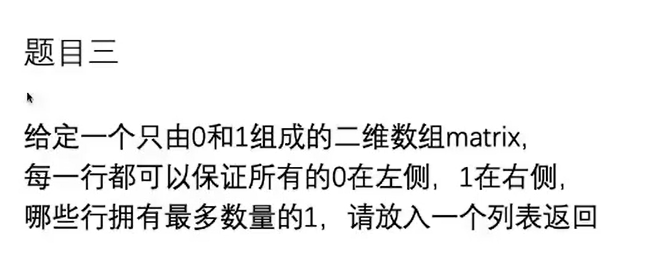 题目三
给定一个只由0和1组成的二维数组matrix,
每一行都可以保证所有的0在左侧，1在右侧，
哪些行拥有最多数量的1，请放入一个列表返回